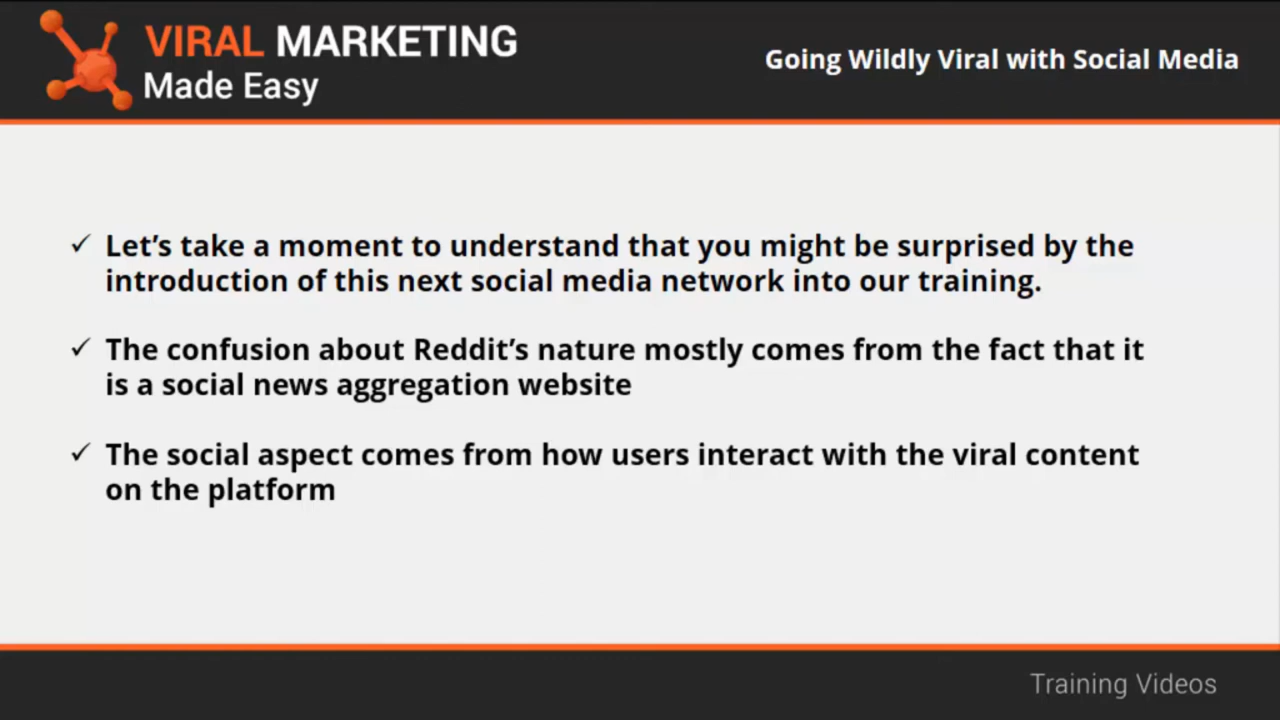 VIRAL MARKETING
Made Easy
Going Wildly Viral with Social Media
✓ Let’s take a moment to understand that you might be surprised by the
introduction of this next social media network into our training.
✓ The confusion about Reddit’s nature mostly comes from the fact that it
is a social news aggregation website
✓ The social aspect comes from how users interact with the viral content
on the platform
Training Videos